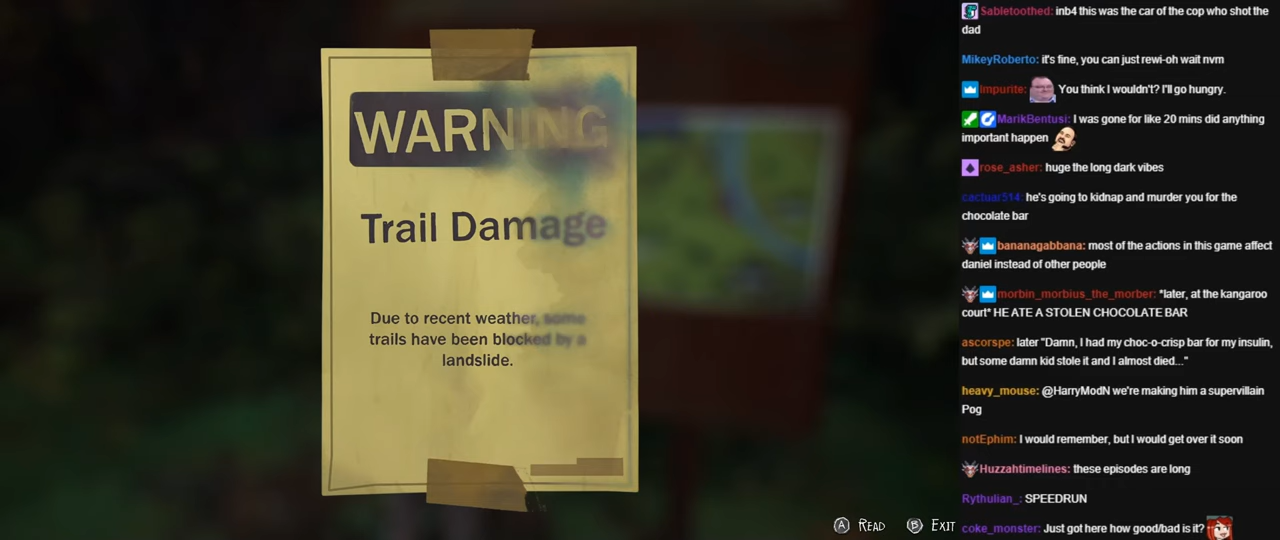 WARNING
Trail Damage
Due to recent weather, some
trails have been blocked by a
landslide.
A READ B EXIT
Sabletoothed: inb4 this was the car of the cop who shot the
dad
MikeyRoberto: it's fine, you can just rewi-oh wait nvm
Impurite: You think I wouldn't? I'll go hungry.
MarikBentusi: I was gone for like 20 mins did anything
important happen
rose_asher: huge the long dark vibes
cactuar514: he's going to kidnap and murder you for the
chocolate bar
bananagabbana: most of the actions in this game affect
daniel instead of other people
morbin_morbius_the_morber: *later, at the kangaroo
court* HE ATE A STOLEN CHOCOLATE BAR
ascorspe: later "Damn, I had my choc-o-crisp bar for my insulin,
but some damn kid stole it and I almost died..."
heavy_mouse: @HarryModN we're making him a supervillain
Pog
notEphim: I would remember, but I would get over it soon
Huzzahtimelines: these episodes are long
Rythulian_: SPEEDRUN
coke_monster: Just got here how good/bad is it?